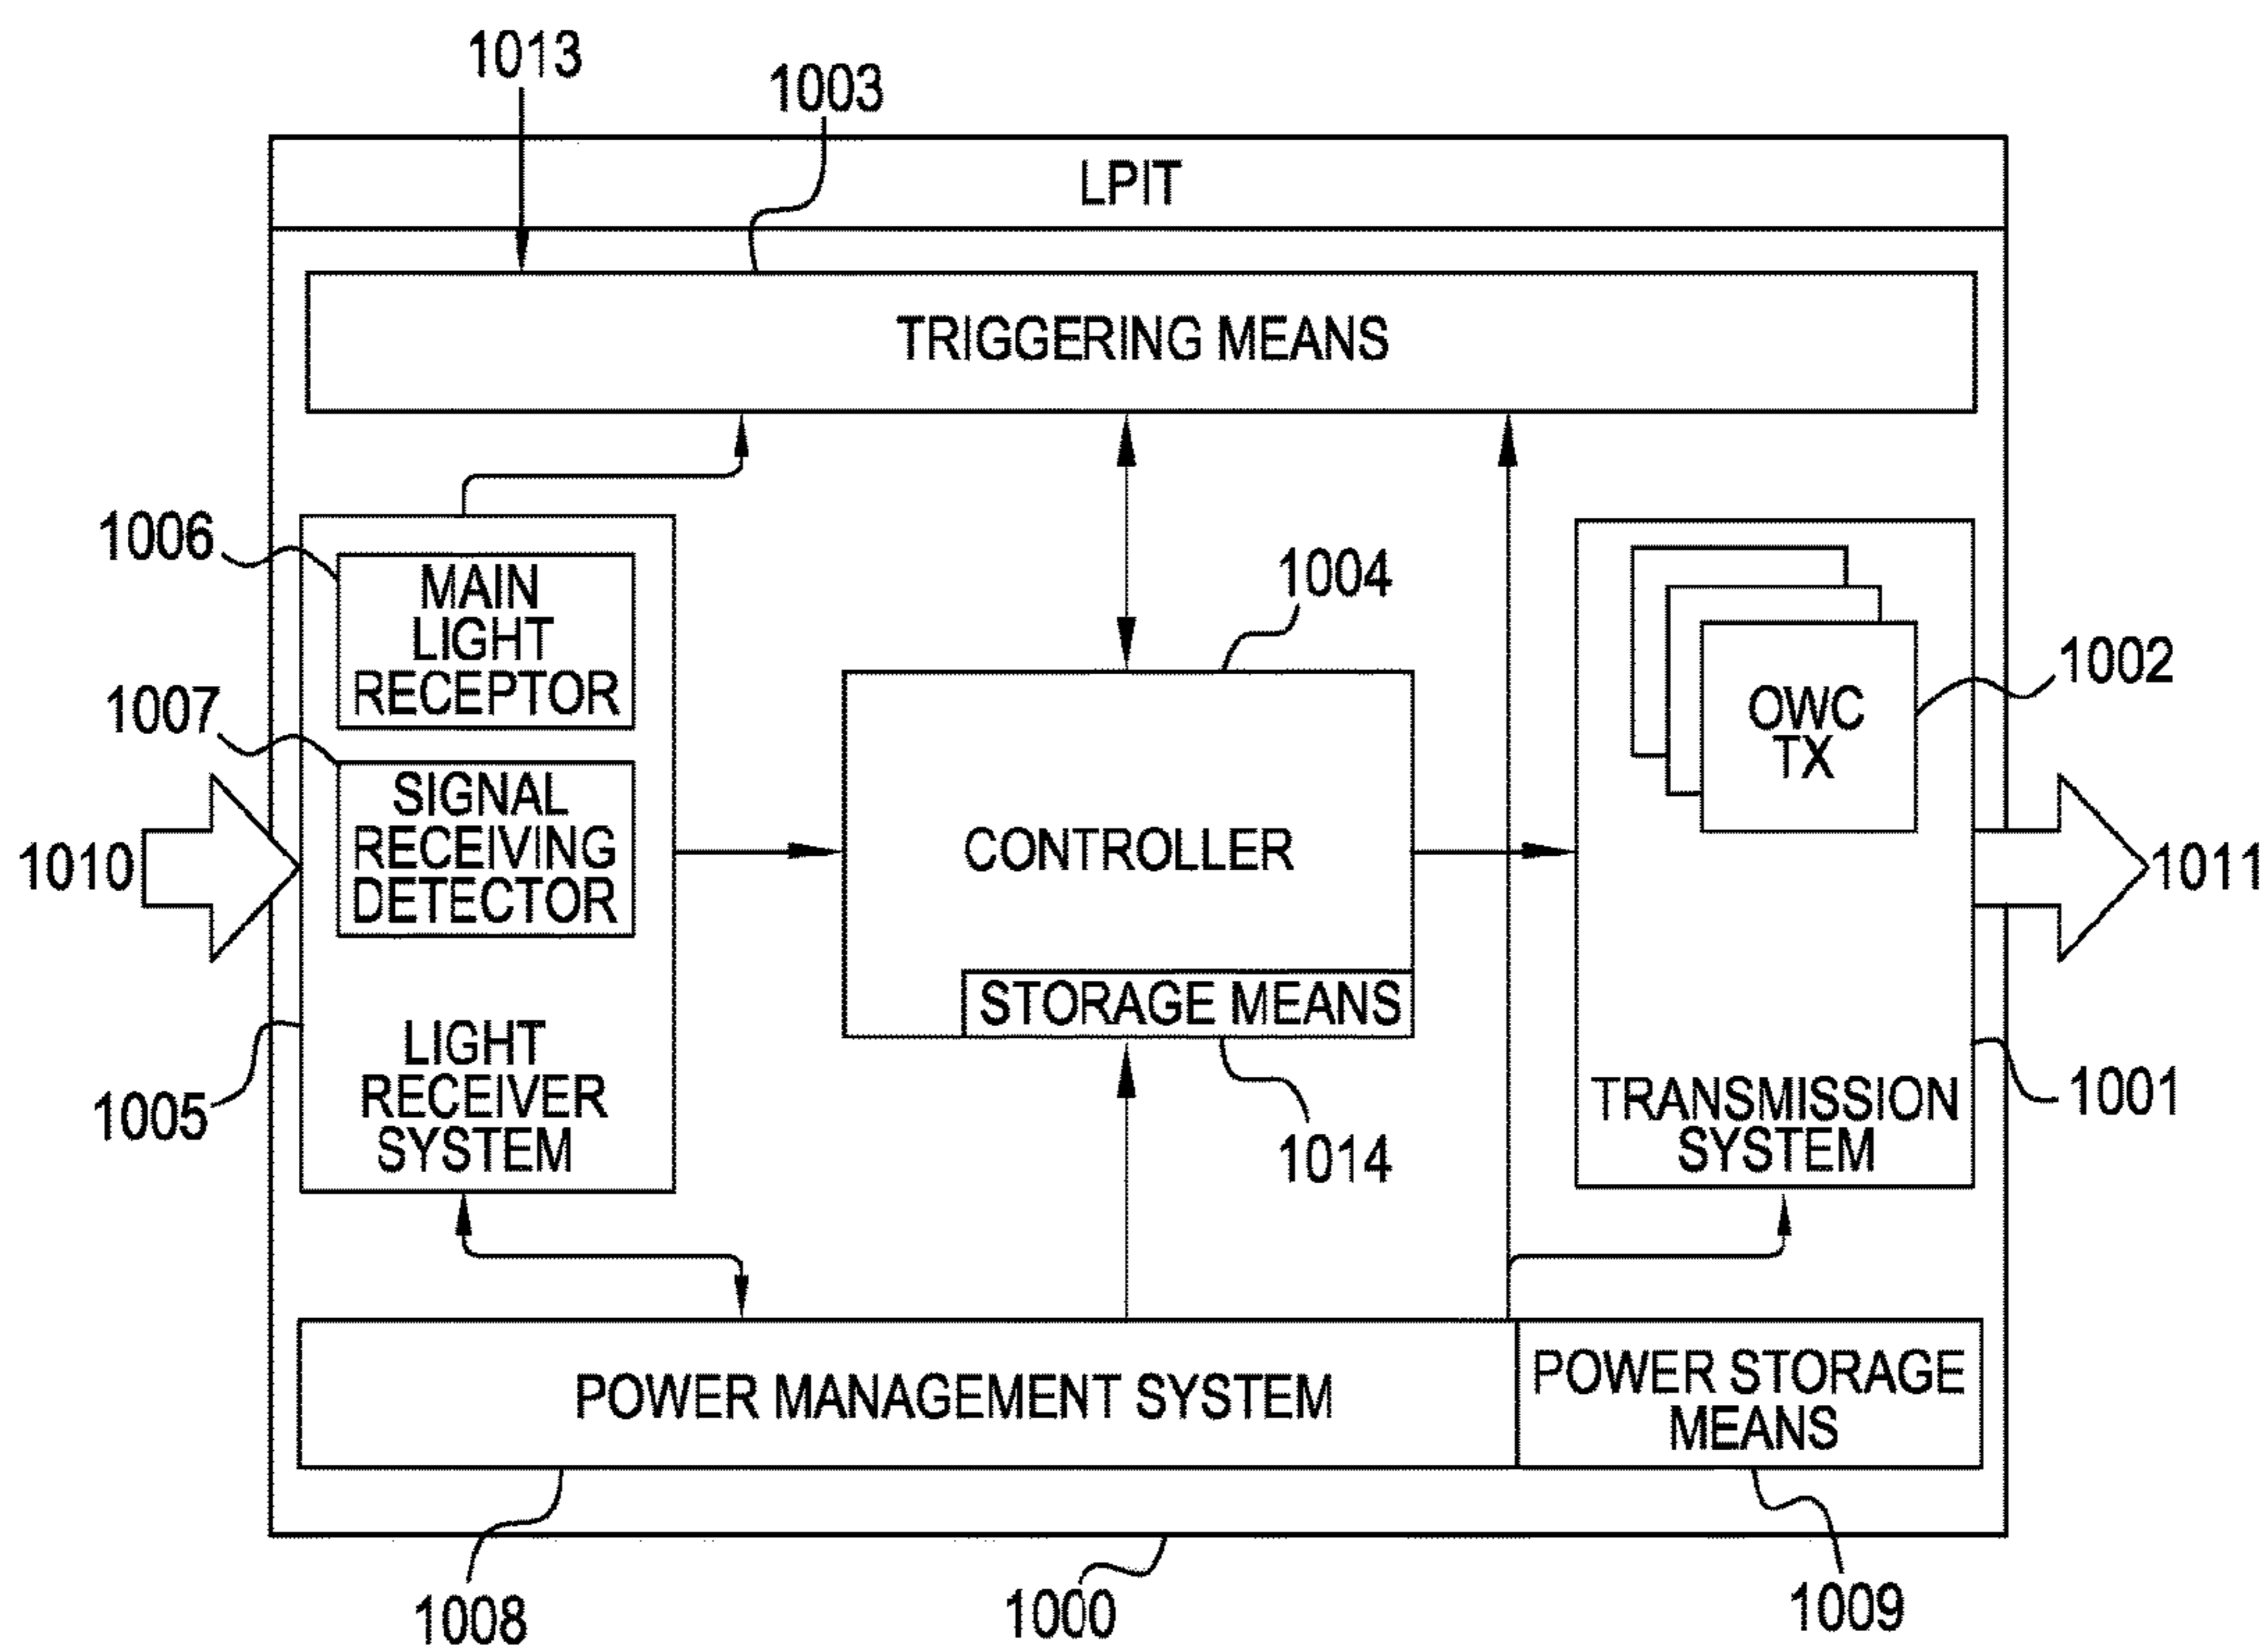 1013
1003
LPIT
TRIGGERING MEANS
1006
MAIN
LIGHT
RECEPTOR
1004
1007
SIGNAL
RECEIVING
DETECTOR
OWC
TX
1002
1010
CONTROLLER
1011
STORAGE MEANS
1005
LIGHT
RECEIVER
SYSTEM
1014
TRANSMISSION
SYSTEM
1001
POWER MANAGEMENT SYSTEM
POWER STORAGE
MEANS
1008
1000
1009